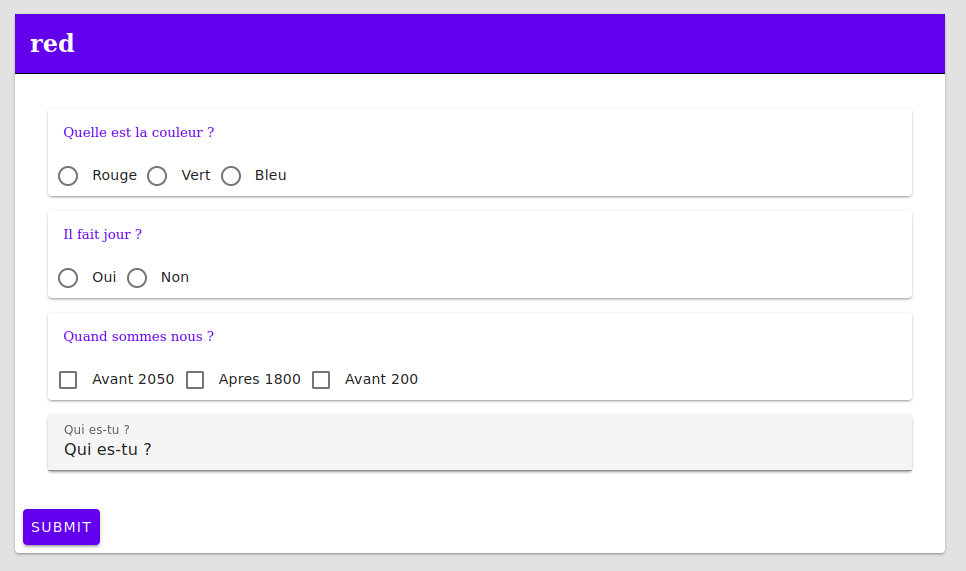 red
Quelle est la couleur ?
Rouge Vert Bleu
Il fait jour ?
Oui Non
Quand sommes nous ?
Avant 2050 Apres 1800 Avant 200
Qui es-tu ?
Qui es-tu ?
SUBMIT